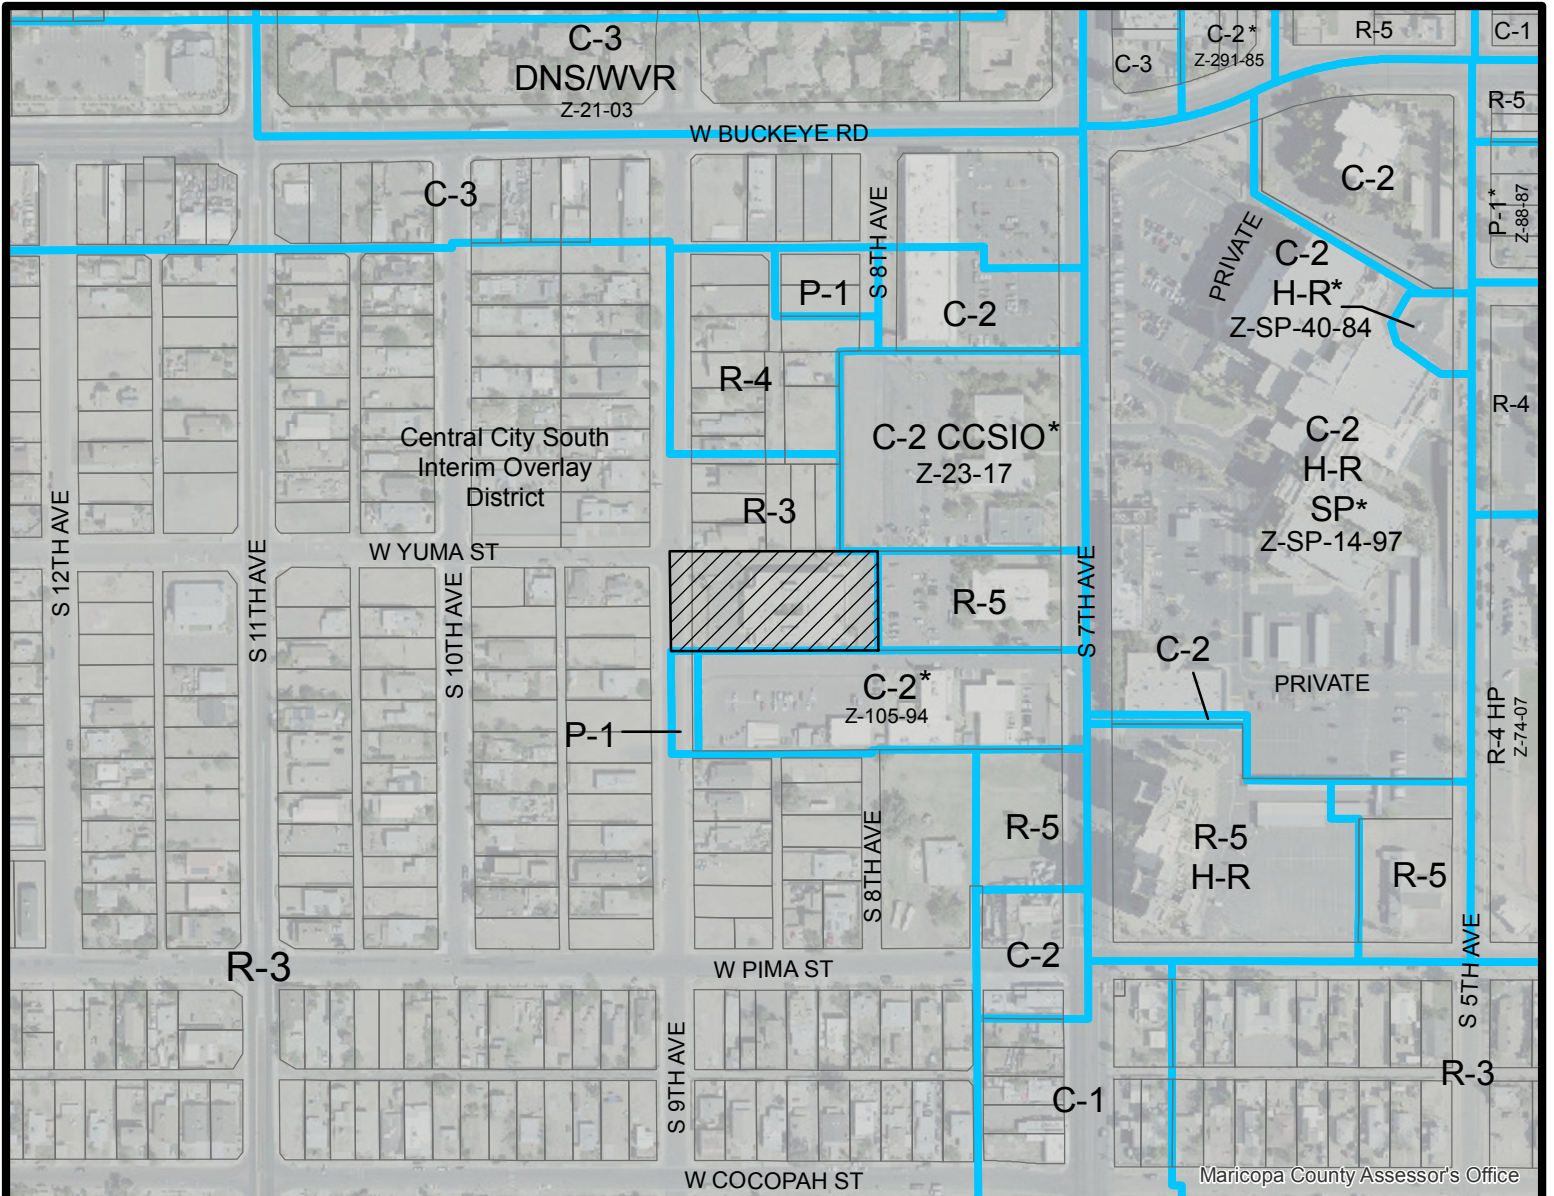 C-3
DNS/WVR
Z-21-03
C-3
C-2*
Z-291-85
R-5
C-1
W BUCKEYE RD
R-5
C-3
S 8TH AVE
C-2
P-1*
Z-88-87
PRIVATE
C-2
H-R*
Z-SP-40-84
P-1
C-2
R-4
R-4
Central City South
Interim Overlay
District
C-2 CCSIO*
Z-23-17
C-2
H-R
SP*
Z-SP-14-97
R-3
S 12TH AVE
S 11TH AVE
W YUMA ST
S 10TH AVE
R-5
S 7TH AVE
C-2
PRIVATE
C-2*
Z-105-94
P-1
R-4 HP
Z-74-07
R-5
R-5
H-R
R-5
S 8TH AVE
C-2
S 5TH AVE
R-3
W PIMA ST
S 9TH AVE
C-1
R-3
W COCOPAH ST
Maricopa County Assessor's Office